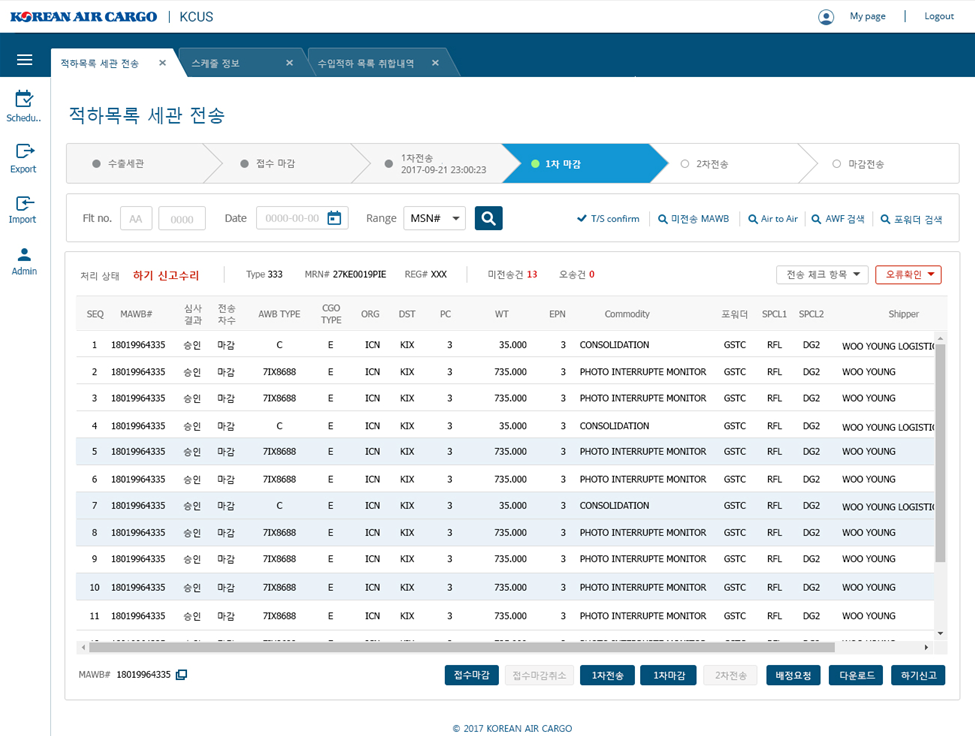 KOREAN AIR CARGO | KCUS
My page | Logout
적하목록 세관 전송 × 스케줄 정보 × 수입적하 목록 취합내역 ×
Schedu..
Export
Import
Admin
적하목록 세관 전송
수출세관
접수 마감
1차전송
2017-09-21 23:00:23
1차 마감
2차전송
마감전송
Flt no. AA 0000 Date 0000-00-00 Range MSN# T/S confirm 미전송 MAWB Air to Air AWF 검색 포워더 검색
처리 상태 하기 신고수리 Type 333 MRN# 27KE0019PIE REG# XXX 미전송건 13 오송건 0 전송 체크 항목 오류확인
SEQ MAWB# 심사 결과 전송 차수 AWB TYPE CGO TYPE ORG DST PC WT EPN Commodity 포워더 SPCL1 SPCL2 Shipper
1 18019964335 승인 마감 C E ICN KIX 3 35.000 3 CONSOLIDATION GSTC RFL DG2 WOO YOUNG LOGISTIC
2 18019964335 승인 마감 7IX8688 E ICN KIX 3 735.000 3 PHOTO INTERRUPTE MONITOR GSTC RFL DG2 WOO YOUNG
3 18019964335 승인 마감 7IX8688 E ICN KIX 3 735.000 3 PHOTO INTERRUPTE MONITOR GSTC RFL DG2 WOO YOUNG
4 18019964335 승인 마감 C E ICN KIX 3 35.000 3 CONSOLIDATION GSTC RFL DG2 WOO YOUNG LOGISTIC
5 18019964335 승인 마감 7IX8688 E ICN KIX 3 735.000 3 PHOTO INTERRUPTE MONITOR GSTC RFL DG2 WOO YOUNG
6 18019964335 승인 마감 7IX8688 E ICN KIX 3 735.000 3 PHOTO INTERRUPTE MONITOR GSTC RFL DG2 WOO YOUNG
7 18019964335 승인 마감 C E ICN KIX 3 35.000 3 CONSOLIDATION GSTC RFL DG2 WOO YOUNG LOGISTIC
8 18019964335 승인 마감 7IX8688 E ICN KIX 3 735.000 3 PHOTO INTERRUPTE MONITOR GSTC RFL DG2 WOO YOUNG
9 18019964335 승인 마감 7IX8688 E ICN KIX 3 735.000 3 PHOTO INTERRUPTE MONITOR GSTC RFL DG2 WOO YOUNG
10 18019964335 승인 마감 7IX8688 E ICN KIX 3 735.000 3 PHOTO INTERRUPTE MONITOR GSTC RFL DG2 WOO YOUNG
11 18019964335 승인 마감 7IX8688 E ICN KIX 3 735.000 3 PHOTO INTERRUPTE MONITOR GSTC RFL DG2 WOO YOUNG
MAWB# 18019964335 접수마감 접수마감취소 1차전송 1차마감 2차전송 배정요청 다운로드 하기신고
© 2017 KOREAN AIR CARGO